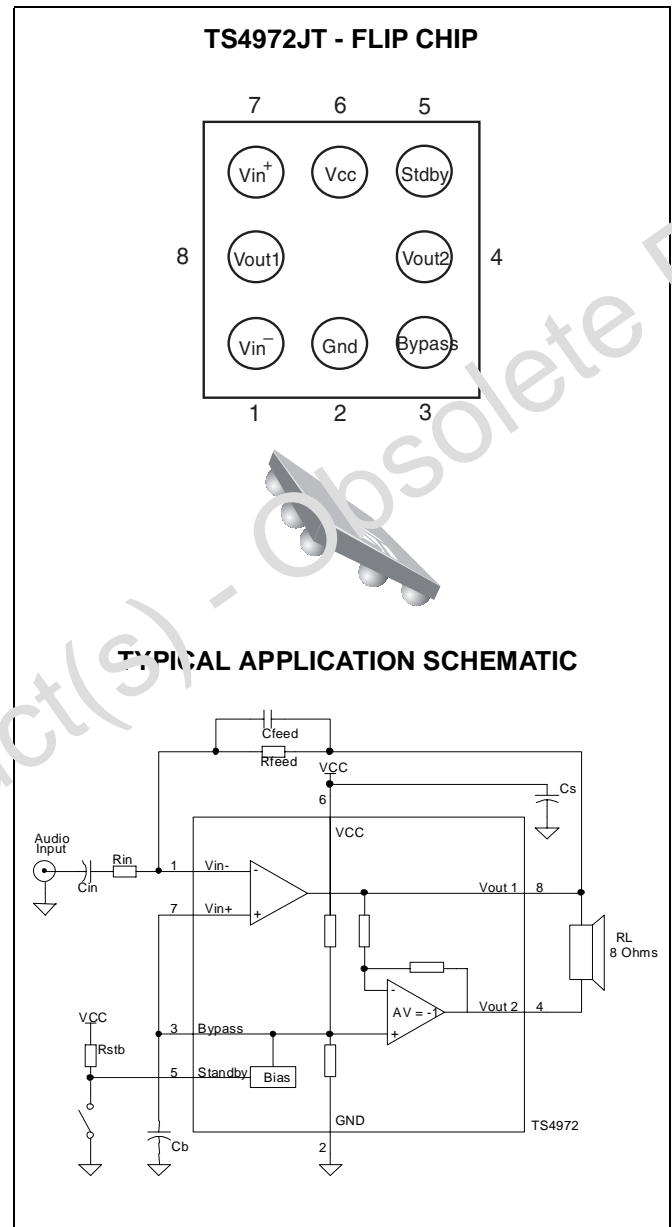 TS4972JT - FLIP CHIP
7 6 5
Vin+ Vcc Stdby
8 Vout1 Vout2 4
Vin– Gnd Bypass
1 2 3
Obsolete
ct(s) -
TYPICAL APPLICATION SCHEMATIC
Cfeed
Rfeed
VCC
6
Cs
VCC
Audio
Input
Rin
Cin
1 Vin- -
Vout 1 8
7 Vin+ +
RL
8 Ohms
-
AV = -1
Vout 2 4
+
VCC
3 Bypass
Rstb
5 Standby
Bias
GND
TS4972
Cb
2